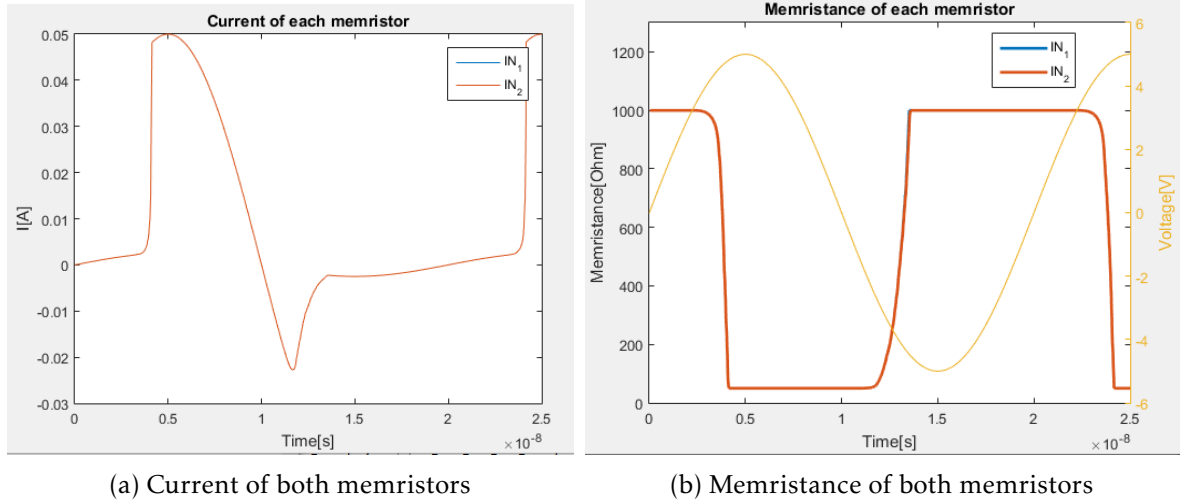 Current of each memristor
0.05
0.04
0.03
0.02
0.01
0
-0.01
-0.02
-0.03
I[A]
IN1
IN2
0
0.5
1
1.5
2
2.5
Time[s]
×10-8
(a) Current of both memristors
Memristance of each memristor
1200
1000
800
600
400
200
0
Memristance[Ohm]
IN1
IN2
6
4
2
0
-2
-4
-6
Voltage[V]
0
0.5
1
1.5
2
2.5
Time[s]
×10-8
(b) Memristance of both memristors